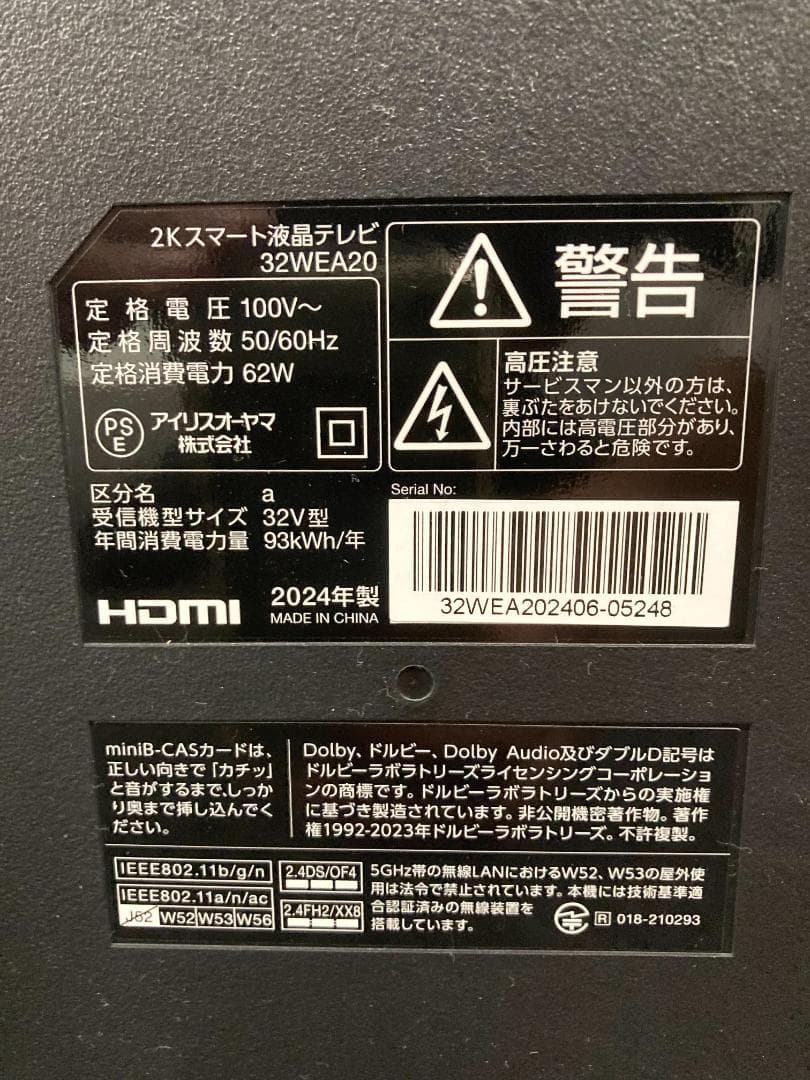 2Kスマート液晶テレビ
32WEA20
定格電圧 100V～
定格周波数 50/60Hz
定格消費電力 62W
PS
E
アイリスオーヤマ
株式会社
警告
高圧注意
サービスマン以外の方は、
裏ぶたをあけないでください。
内部には高電圧部分があり、
万一さわると危険です。
区分名 a
受信機型サイズ 32V型
年間消費電力量 93kWh/年
HDMI
2024年製
MADE IN CHINA
Serial No:
32WEA202406-05248
miniB-CASカードは、
正しい向きで「カチッ」
と音がするまで、しっか
り奥まで挿し込んでく
ださい。
Dolby、ドルビー、Dolby Audio及びダブルD記号は
ドルビーラボラトリーズライセンシングコーポレーショ
ンの商標です。ドルビーラボラトリーズからの実施権
に基づき製造されています。非公開機密著作物。著作
権1992-2023年ドルビーラボラトリーズ。不許複製。
IEEE802.11b/g/n
IEEE802.11a/n/ac
J52 W52 W53 W56
2.4DS/OF4
2.4FH2/XX8
5GHz帯の無線LANにおけるW52、W53の屋外使
用は法令で禁止されています。本機には技術基準適
合認証済みの無線装置を
搭載しています。
R 018-210293